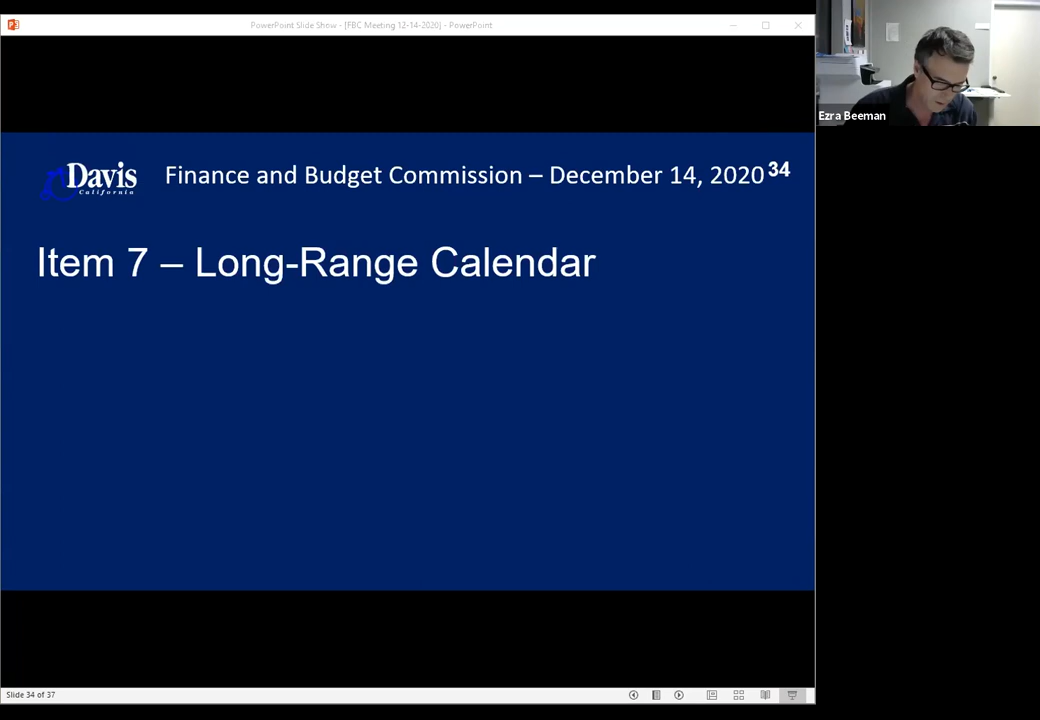 PowerPoint Slide Show - [FBC Meeting 12-14-2020] - PowerPoint
Ezra Beeman
Davis
California
Finance and Budget Commission – December 14, 2020 34
Item 7 – Long-Range Calendar
Slide 34 of 37